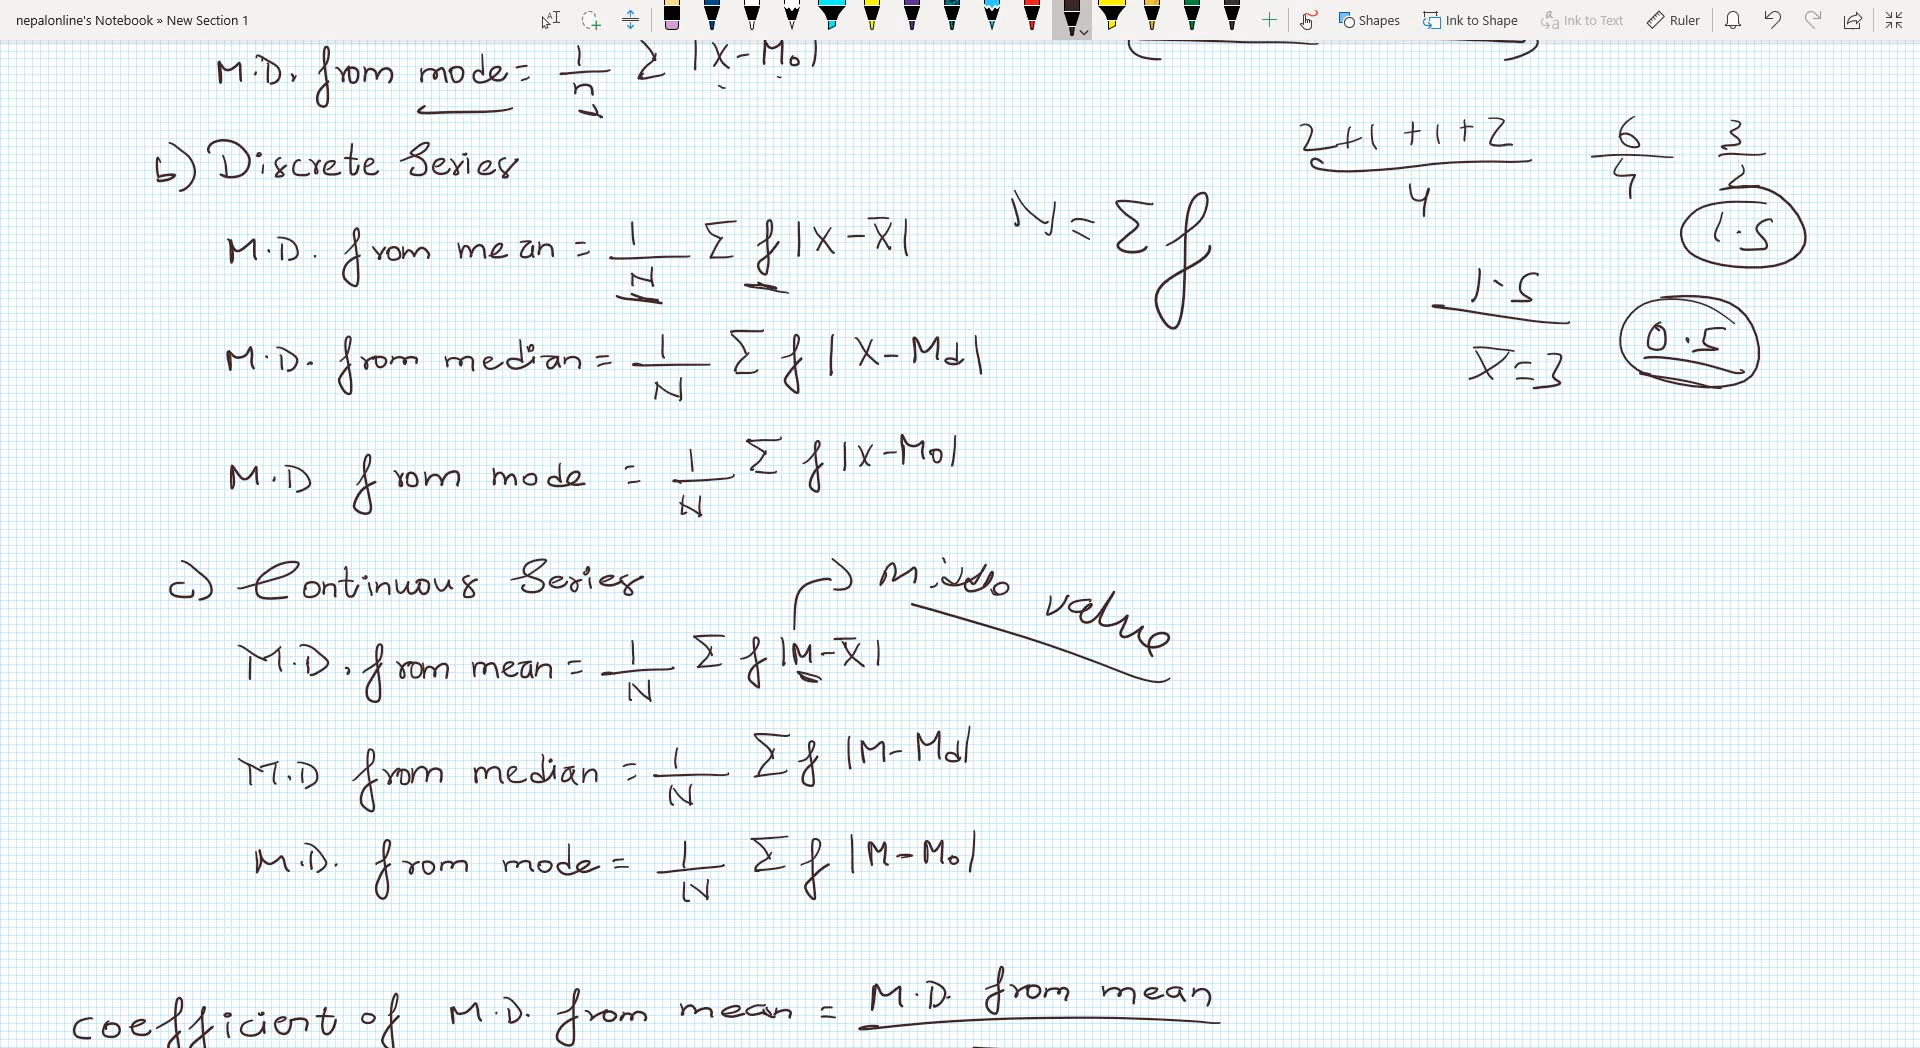 nepalonline's Notebook » New Section 1
Shapes Ink to Shape Ink to Text Ruler
M.D. from mode = 1/n Σ |X - Mo|
b) Discrete Series
M.D. from mean = 1/N Σ f |X - X̅|
N = Σ f
2+1+1+2 / 4
6/4
3/2
1.5
1.5 / X̅=3
0.5
M.D. from median = 1/N Σ f |X - Md|
M.D from mode = 1/N Σ f |X - Mo|
c) Continuous Series
value
M.D. from mean = 1/N Σ f |M - X̅|
M.D from median = 1/N Σ f |M - Md|
M.D. from mode = 1/N Σ f |M - Mo|
coefficient of M.D. from mean = M.D. from mean